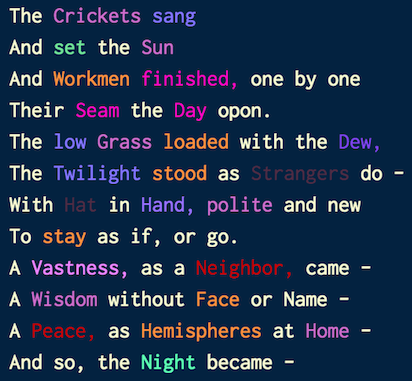 The Crickets sang
And set the Sun
And Workmen finished, one by one
Their Seam the Day opon.
The low Grass loaded with the Dew,
The Twilight stood as Strangers do –
With Hat in Hand, polite and new
To stay as if, or go.
A Vastness, as a Neighbor, came –
A Wisdom without Face or Name –
A Peace, as Hemispheres at Home –
And so, the Night became –